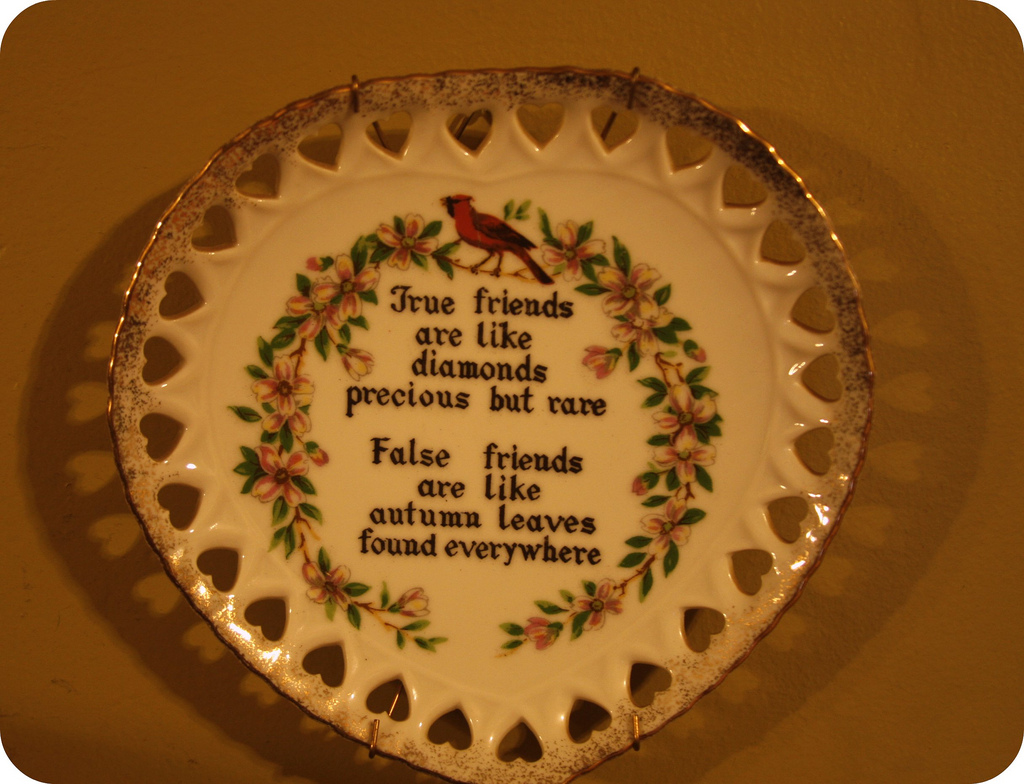 True friends
are like
diamonds
precious but rare
False friends
are like
autumn leaves
found everywhere